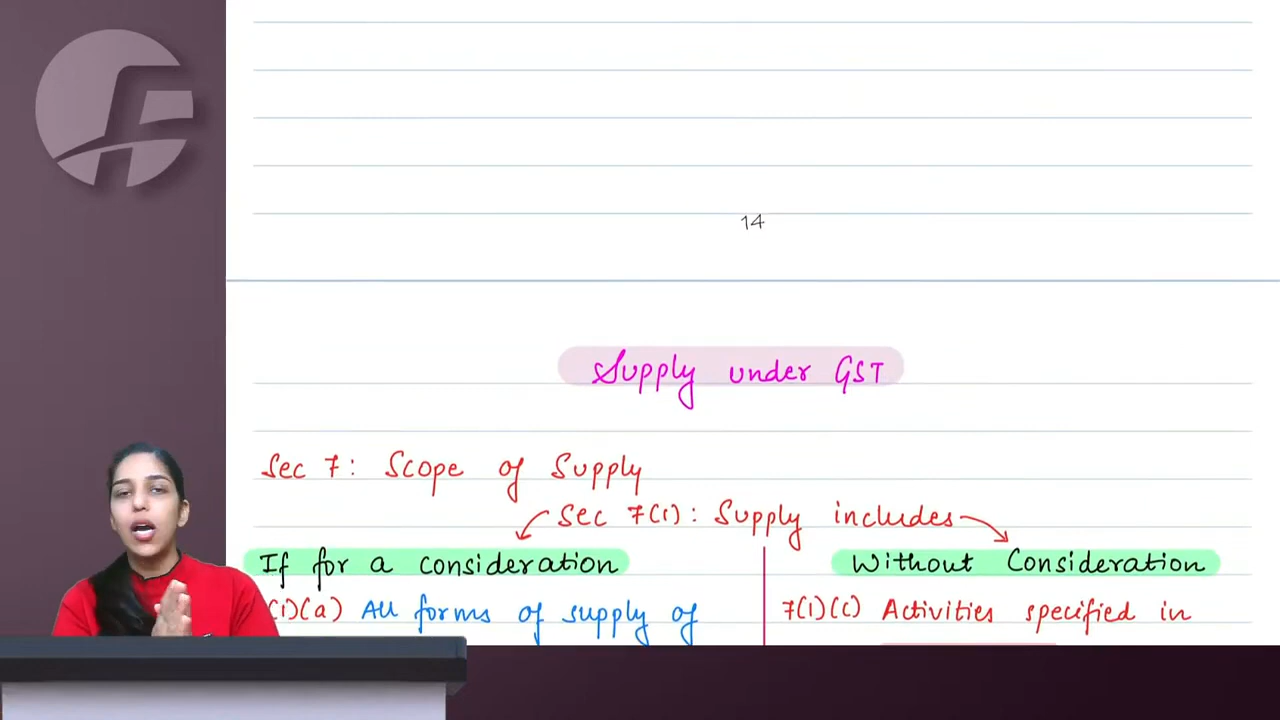 14
Supply under GST
Sec 7: Scope of Supply
Sec 7(1): Supply includes
If for a consideration
Without Consideration
(1)(a) All forms of supply of
7(1)(c) Activities specified in